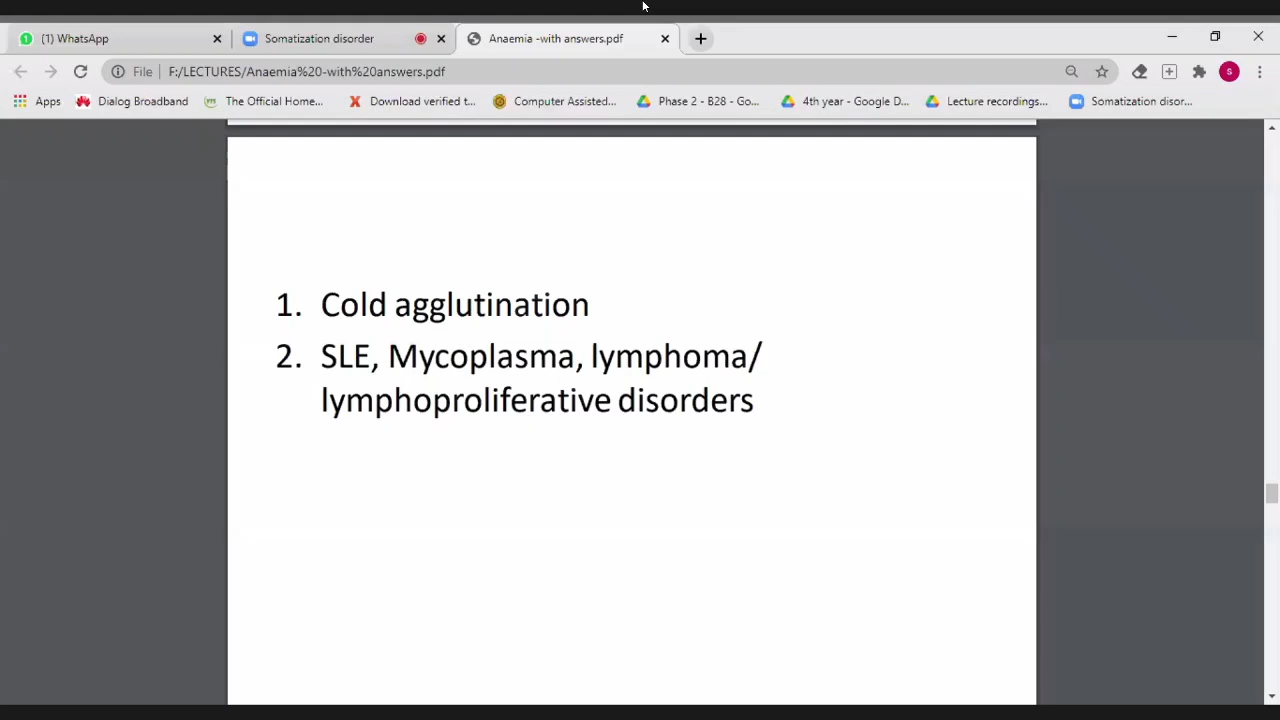 (1) WhatsApp
Somatization disorder
Anaemia -with answers.pdf
File
F:/LECTURES/Anaemia%20-with%20answers.pdf
S
Apps
Dialog Broadband:
The Official Home...
Download verified t...
Computer Assisted...
Phase 2 - B28 - Go...
4th year - Google D...
Lecture recordings...
Somatization disor...
1. Cold agglutination
2. SLE, Mycoplasma, lymphoma/
lymphoproliferative disorders